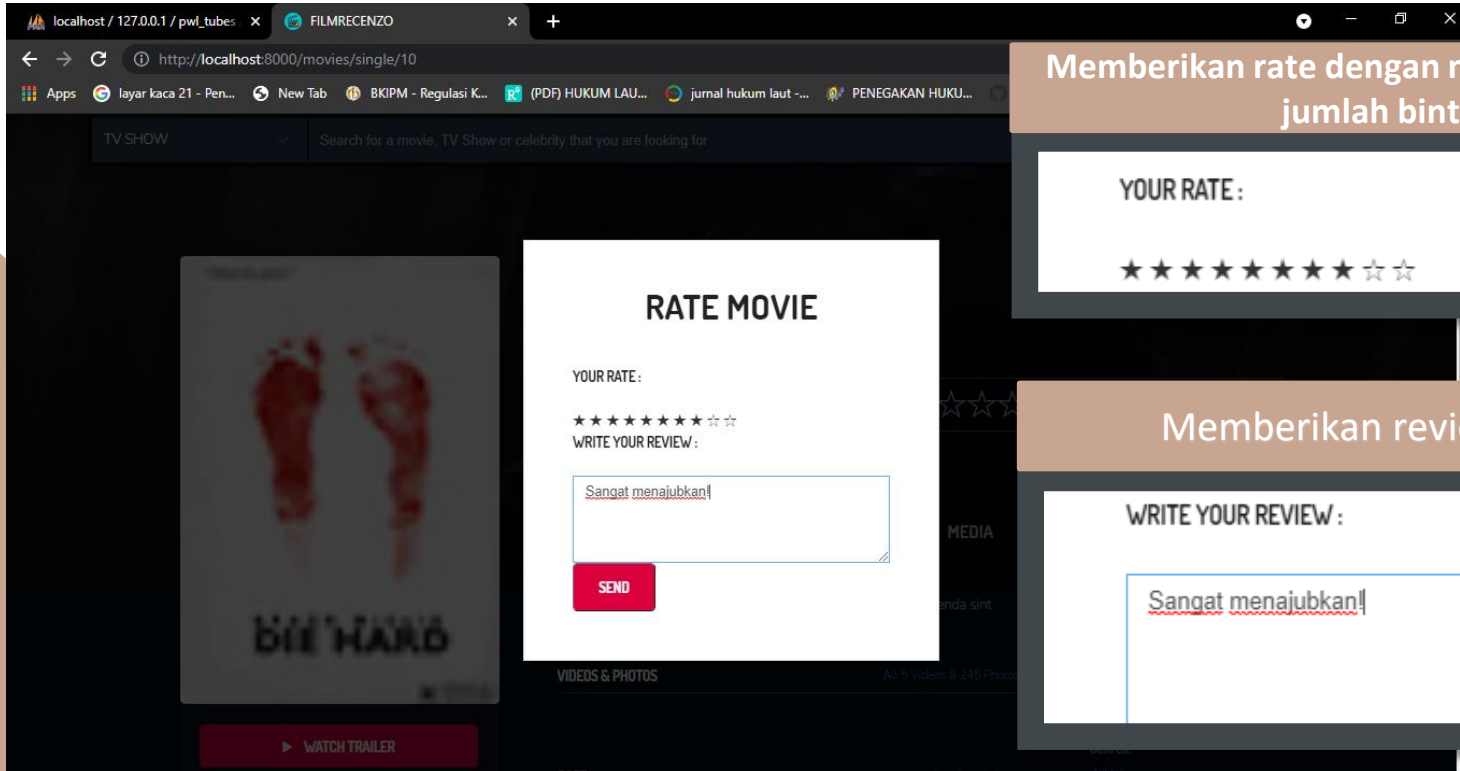 localhost / 127.0.0.1 / pwl_tubes
FILMRECENZO
http://localhost:8000/movies/single/10
Apps
layar kaca 21 - Pen...
New Tab
BKIPM - Regulasi K...
(PDF) HUKUM LAU...
jurnal hukum laut -...
PENEGAKAN HUKU...
Memberikan rate dengan
jumlah bint
TV SHOW
Search for a movie, TV Show or celebrity that you are looking for
YOUR RATE :
★★★★★★★★☆☆
RATE MOVIE
YOUR RATE :
★★★★★★★★☆☆
WRITE YOUR REVIEW :
Sangat menajubkan!
SEND
Memberikan revi
WRITE YOUR REVIEW :
Sangat menajubkan!
MEDIA
enda sint
DIE HARD
VIDEOS & PHOTOS
All 5 Videos & 245 Photos
WATCH TRAILER